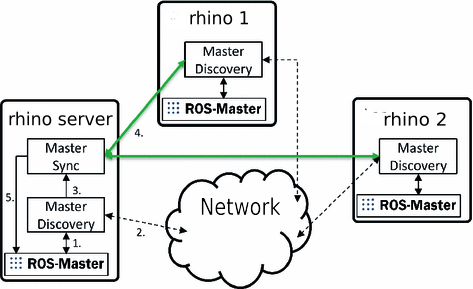 rhino 1
Master
Discovery
ROS-Master
4.
rhino server
Master
Sync
5.
3.
Master
Discovery
1.
2.
ROS-Master
Network
rhino 2
Master
Discovery
ROS-Master